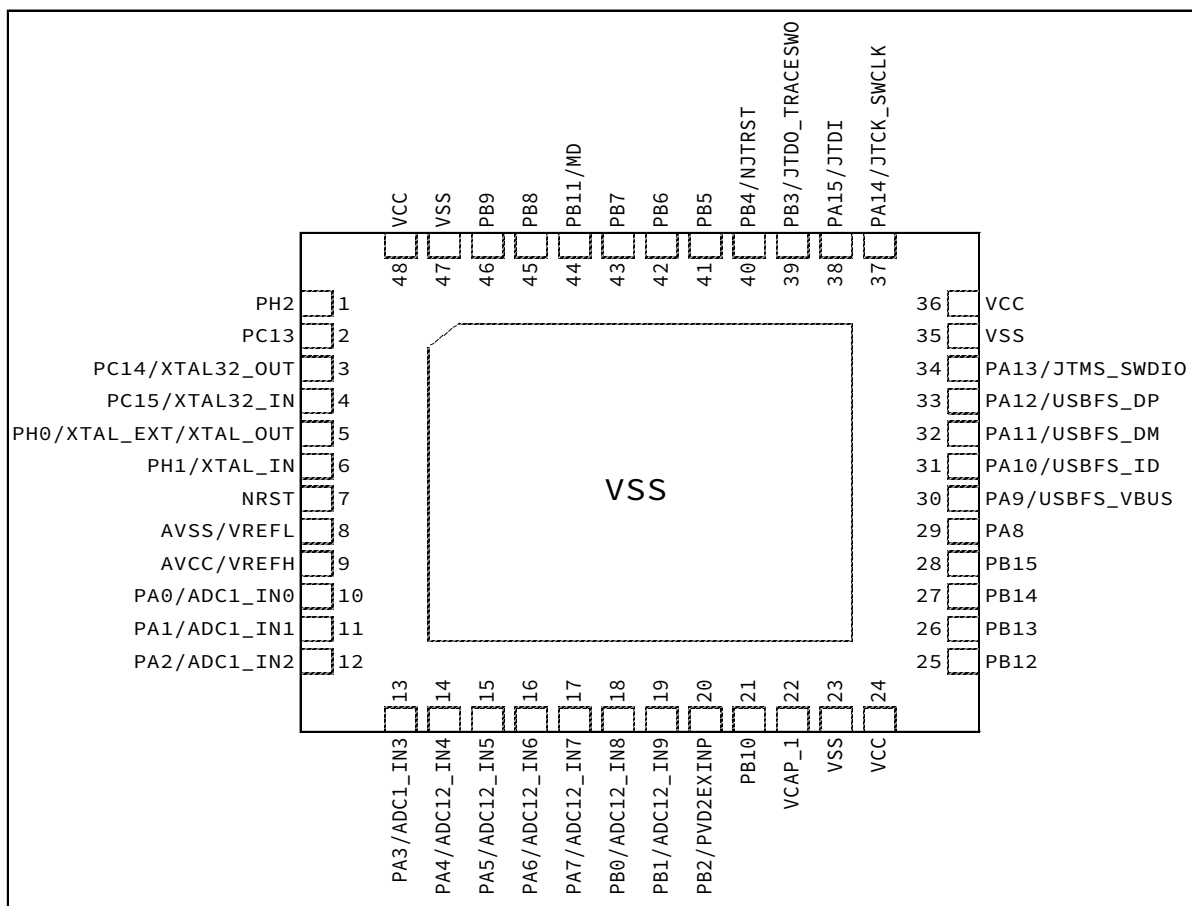 VCC
VSS
PB9
PB8
PB11/MD
PB7
PB6
PB5
PB4/NJTRST
PB3/JTDO_TRACESWO
PA15/JTDI
PA14/JTCK_SWCLK
48
47
46
45
44
43
42
41
40
39
38
37
PH2 1
PC13 2
PC14/XTAL32_OUT 3
PC15/XTAL32_IN 4
PH0/XTAL_EXT/XTAL_OUT 5
PH1/XTAL_IN 6
NRST 7
AVSS/VREFL 8
AVCC/VREFH 9
PA0/ADC1_IN0 10
PA1/ADC1_IN1 11
PA2/ADC1_IN2 12
VSS
36 VCC
35 VSS
34 PA13/JTMS_SWDIO
33 PA12/USBFS_DP
32 PA11/USBFS_DM
31 PA10/USBFS_ID
30 PA9/USBFS_VBUS
29 PA8
28 PB15
27 PB14
26 PB13
25 PB12
13
14
15
16
17
18
19
20
21
22
23
24
PA3/ADC1_IN3
PA4/ADC12_IN4
PA5/ADC12_IN5
PA6/ADC12_IN6
PA7/ADC12_IN7
PB0/ADC12_IN8
PB1/ADC12_IN9
PB2/PVD2EXINP
PB10
VCAP_1
VSS
VCC